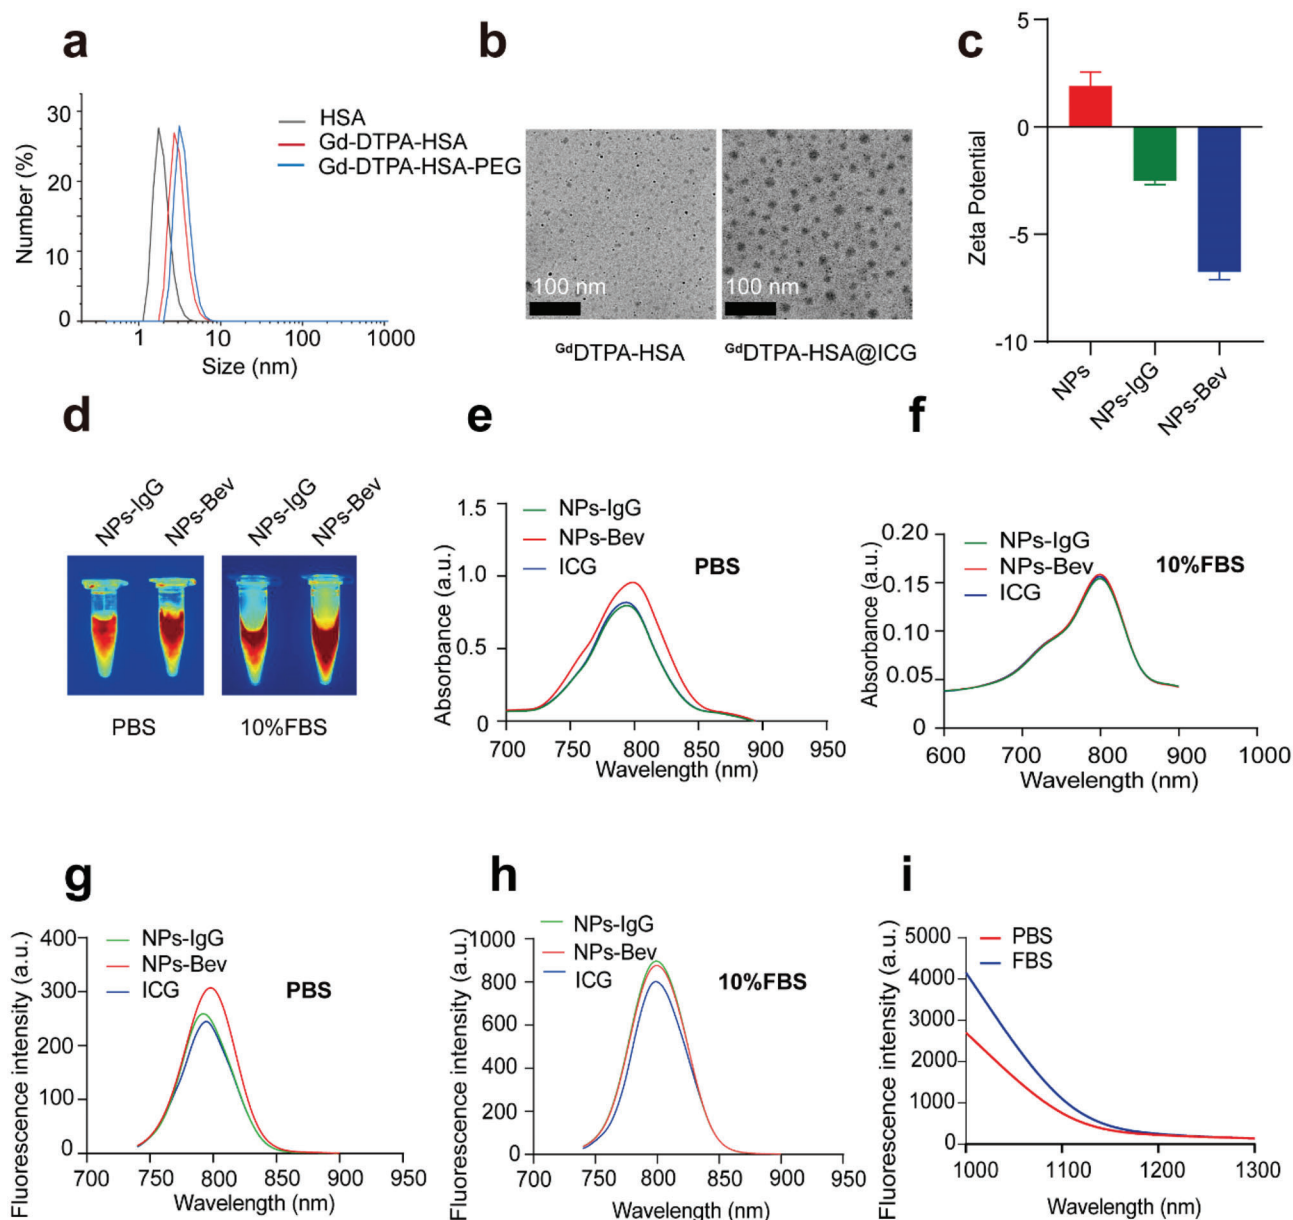 a
30
20
10
0
Number (%)
1
10
100
1000
Size (nm)
HSA
Gd-DTPA-HSA
Gd-DTPA-HSA-PEG
b
100 nm
100 nm
GdDTPA-HSA
GdDTPA-HSA@ICG
c
5
0
-5
-10
Zeta Potential
NPs
NPs-IgG
NPs-Bev
d
NPs-IgG
NPs-Bev
NPs-IgG
NPs-Bev
PBS
10%FBS
e
1.5
1.0
0.5
0
Absorbance (a.u.)
NPs-IgG
NPs-Bev
ICG
PBS
700 750 800 850 900 950
Wavelength (nm)
f
0.20
0.15
0.10
0.05
0
Absorbance (a.u.)
NPs-IgG
NPs-Bev
ICG
10%FBS
600 700 800 900 1000
Wavelength (nm)
g
400
300
200
100
0
Fluorescence intensity (a.u.)
NPs-IgG
NPs-Bev
ICG
PBS
700 750 800 850 900 950
Wavelength (nm)
h
1000
800
600
400
200
0
Fluorescence intensity (a.u.)
NPs-IgG
NPs-Bev
ICG
10%FBS
700 750 800 850 900 950
Wavelength (nm)
i
5000
4000
3000
2000
1000
0
Fluorescence intensity (a.u.)
PBS
FBS
1000 1100 1200 1300
Wavelength (nm)